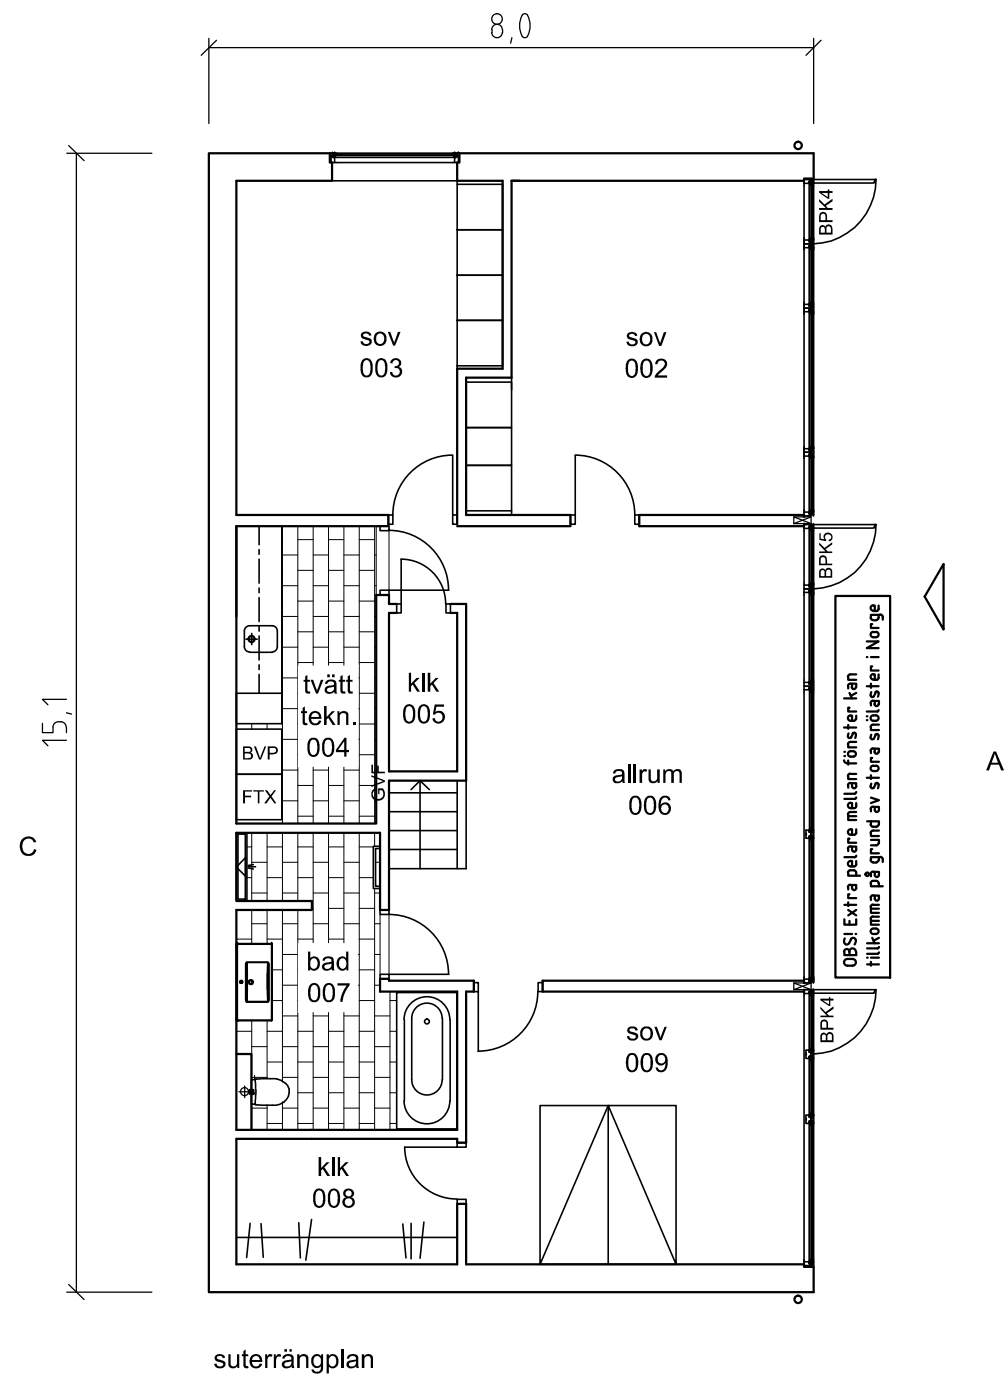 8,0
BPK4
sov
003
sov
002
BPK5
15,1
tvätt
tekn.
004
klk
005
BVP
FTX
GVF
allrum
006
OBS! Extra pelare mellan fönster kan
tillkomma på grund av stora snölaster i Norge
A
C
bad
007
sov
009
BPK4
klk
008
suterrängplan